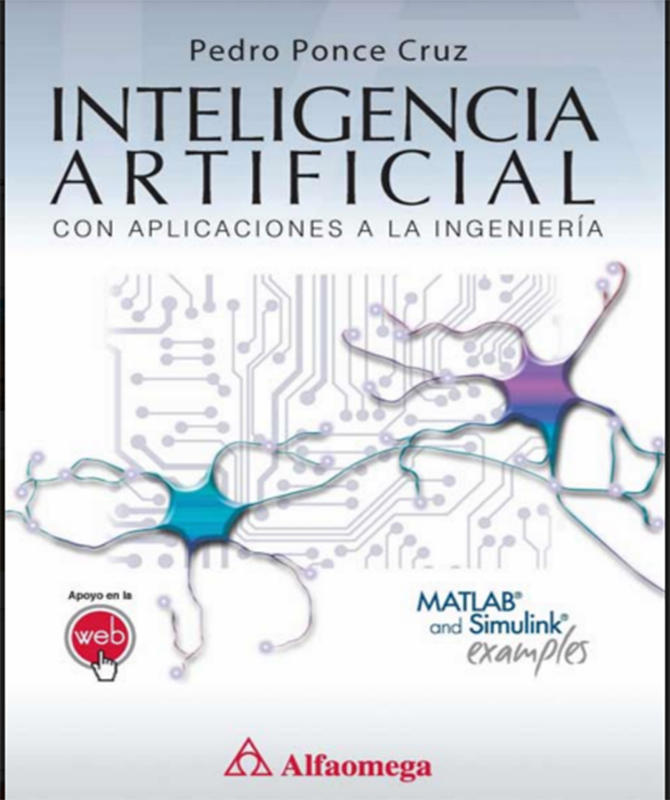 Pedro Ponce Cruz
INTELIGENCIA
ARTIFICIAL
CON APLICACIONES A LA INGENIERÍA
Apoyo en la
web
MATLAB®
and Simulink®
examples
Alfaomega